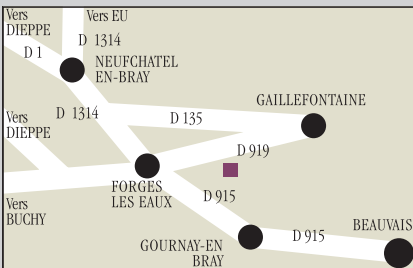 Vers
DIEPPE
Vers EU
D 1314
D 1
NEUFCHATEL
EN-BRAY
GAILLEFONTAINE
D 1314
D 135
Vers
DIEPPE
D 919
FORGES
LES EAUX
D 915
Vers
BUCHY
GOURNAY-EN
BRAY
D 915
BEAUVAIS